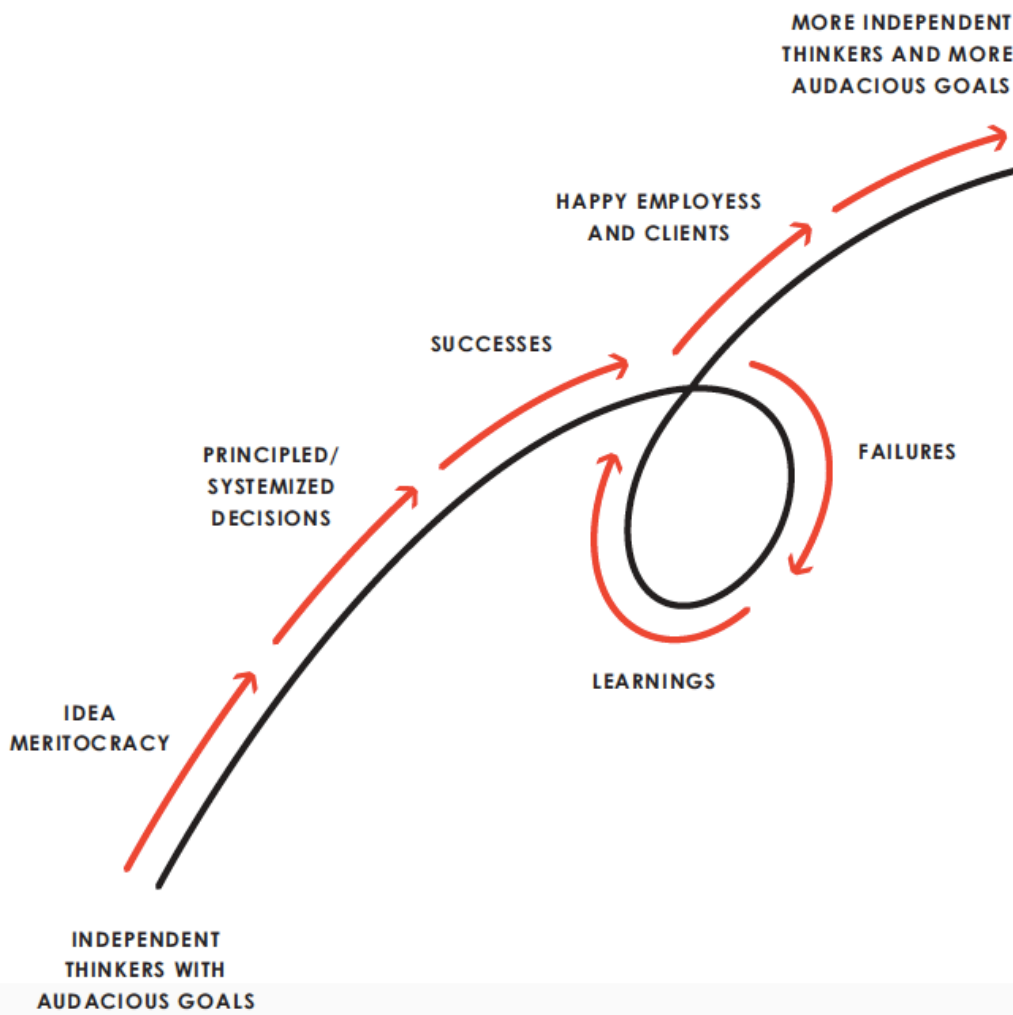 MORE INDEPENDENT
THINKERS AND MORE
AUDACIOUS GOALS
HAPPY EMPLOYESS
AND CLIENTS
SUCCESSES
FAILURES
PRINCIPLED/
SYSTEMIZED
DECISIONS
LEARNINGS
IDEA
MERITOCRACY
INDEPENDENT
THINKERS WITH
AUDACIOUS GOALS